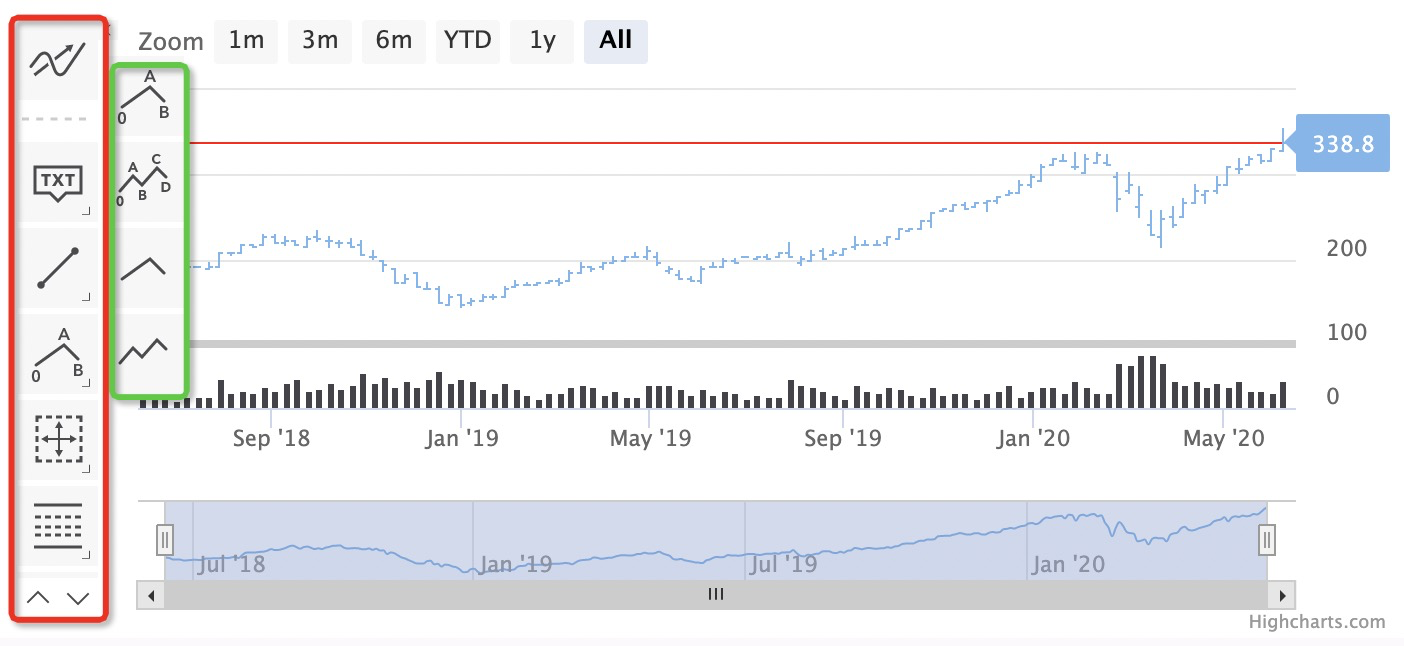 Zoom 1m 3m 6m YTD 1y All
A
0 B
A C
0 B D
TXT
A
0 B
338.8
200
100
0
Sep '18 Jan '19 May '19 Sep '19 Jan '20 May '20
Jul '18 Jan '19 Jul '19 Jan '20
Highcharts.com